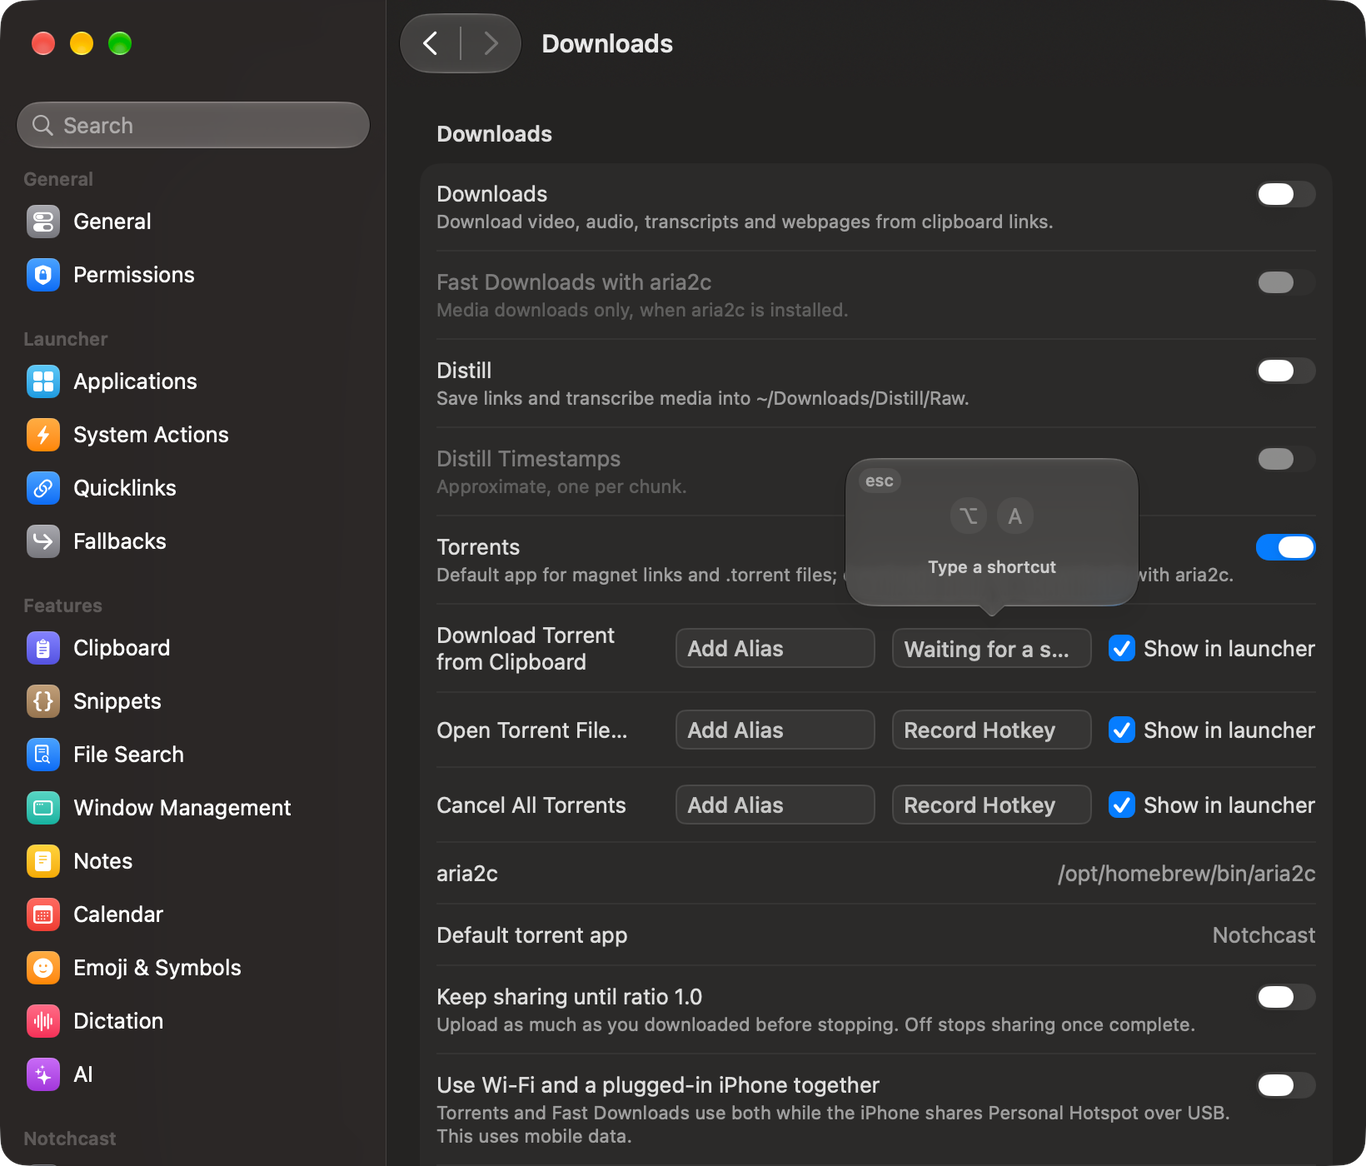 Downloads
Search
General
General
Permissions
Launcher
Applications
System Actions
Quicklinks
Fallbacks
Features
Clipboard
Snippets
File Search
Window Management
Notes
Calendar
Emoji & Symbols
Dictation
AI
Notchcast
Downloads
Downloads
Download video, audio, transcripts and webpages from clipboard links.
Fast Downloads with aria2c
Media downloads only, when aria2c is installed.
Distill
Save links and transcribe media into ~/Downloads/Distill/Raw.
Distill Timestamps
Approximate, one per chunk.
esc
⌥ A
Type a shortcut
Torrents
Default app for magnet links and .torrent files; with aria2c.
Download Torrent
from Clipboard
Add Alias
Waiting for a s...
Show in launcher
Open Torrent File...
Add Alias
Record Hotkey
Show in launcher
Cancel All Torrents
Add Alias
Record Hotkey
Show in launcher
aria2c
/opt/homebrew/bin/aria2c
Default torrent app
Notchcast
Keep sharing until ratio 1.0
Upload as much as you downloaded before stopping. Off stops sharing once complete.
Use Wi-Fi and a plugged-in iPhone together
Torrents and Fast Downloads use both while the iPhone shares Personal Hotspot over USB.
This uses mobile data.